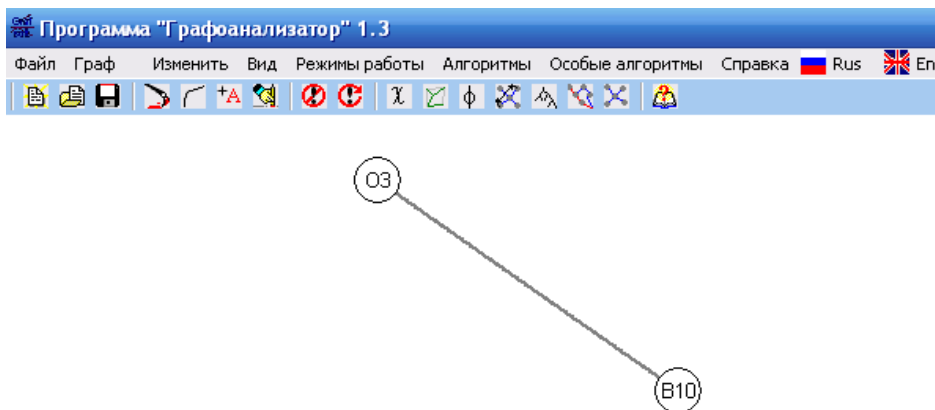 Программа "Графоанализатор" 1.3
Файл Граф Изменить Вид Режимы работы Алгоритмы Особые алгоритмы Справка Rus En
+A χ ϕ
O3
B10